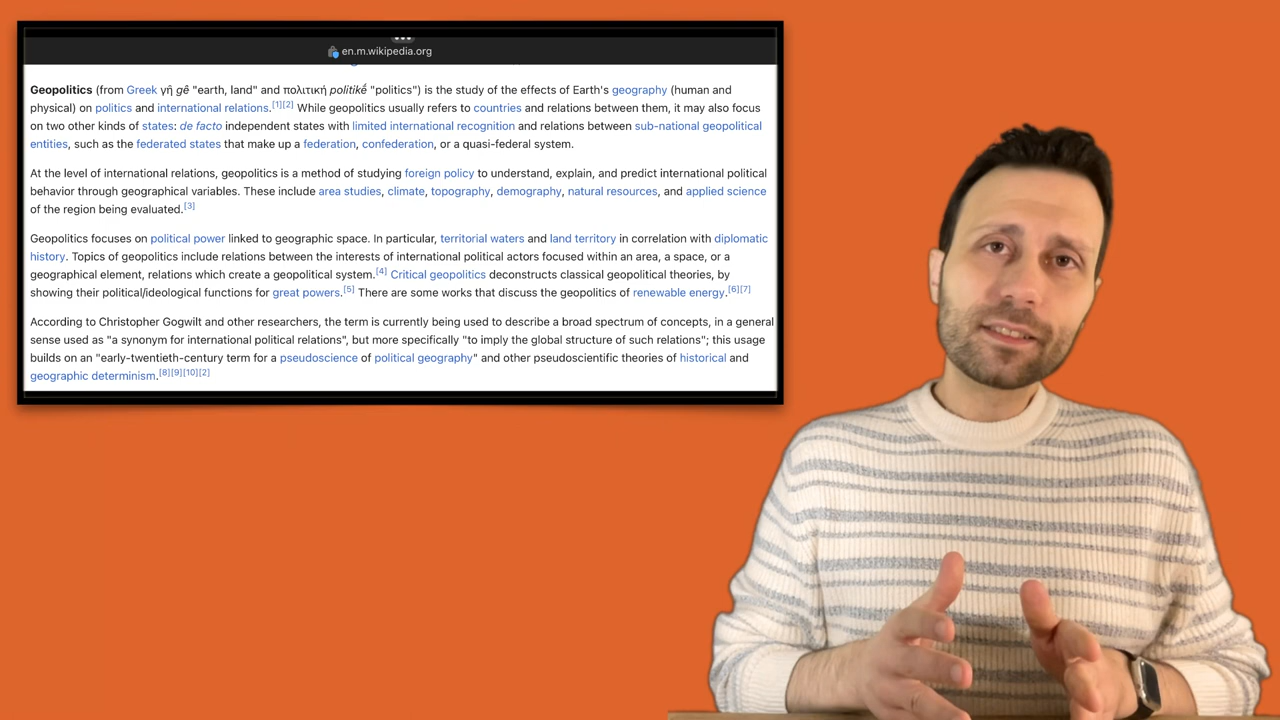 en.m.wikipedia.org
Geopolitics (from Greek γῆ gê "earth, land" and πολιτική politikḗ "politics") is the study of the effects of Earth's geography (human and
physical) on politics and international relations.[1][2] While geopolitics usually refers to countries and relations between them, it may also focus
on two other kinds of states: de facto independent states with limited international recognition and relations between sub-national geopolitical
entities, such as the federated states that make up a federation, confederation, or a quasi-federal system.
At the level of international relations, geopolitics is a method of studying foreign policy to understand, explain, and predict international political
behavior through geographical variables. These include area studies, climate, topography, demography, natural resources, and applied science
of the region being evaluated.[3]
Geopolitics focuses on political power linked to geographic space. In particular, territorial waters and land territory in correlation with diplomatic
history. Topics of geopolitics include relations between the interests of international political actors focused within an area, a space, or a
geographical element, relations which create a geopolitical system.[4] Critical geopolitics deconstructs classical geopolitical theories, by
showing their political/ideological functions for great powers.[5] There are some works that discuss the geopolitics of renewable energy.[6][7]
According to Christopher Gogwilt and other researchers, the term is currently being used to describe a broad spectrum of concepts, in a general
sense used as "a synonym for international political relations", but more specifically "to imply the global structure of such relations"; this usage
builds on an "early-twentieth-century term for a pseudoscience of political geography" and other pseudoscientific theories of historical and
geographic determinism.[8][9][10][2]